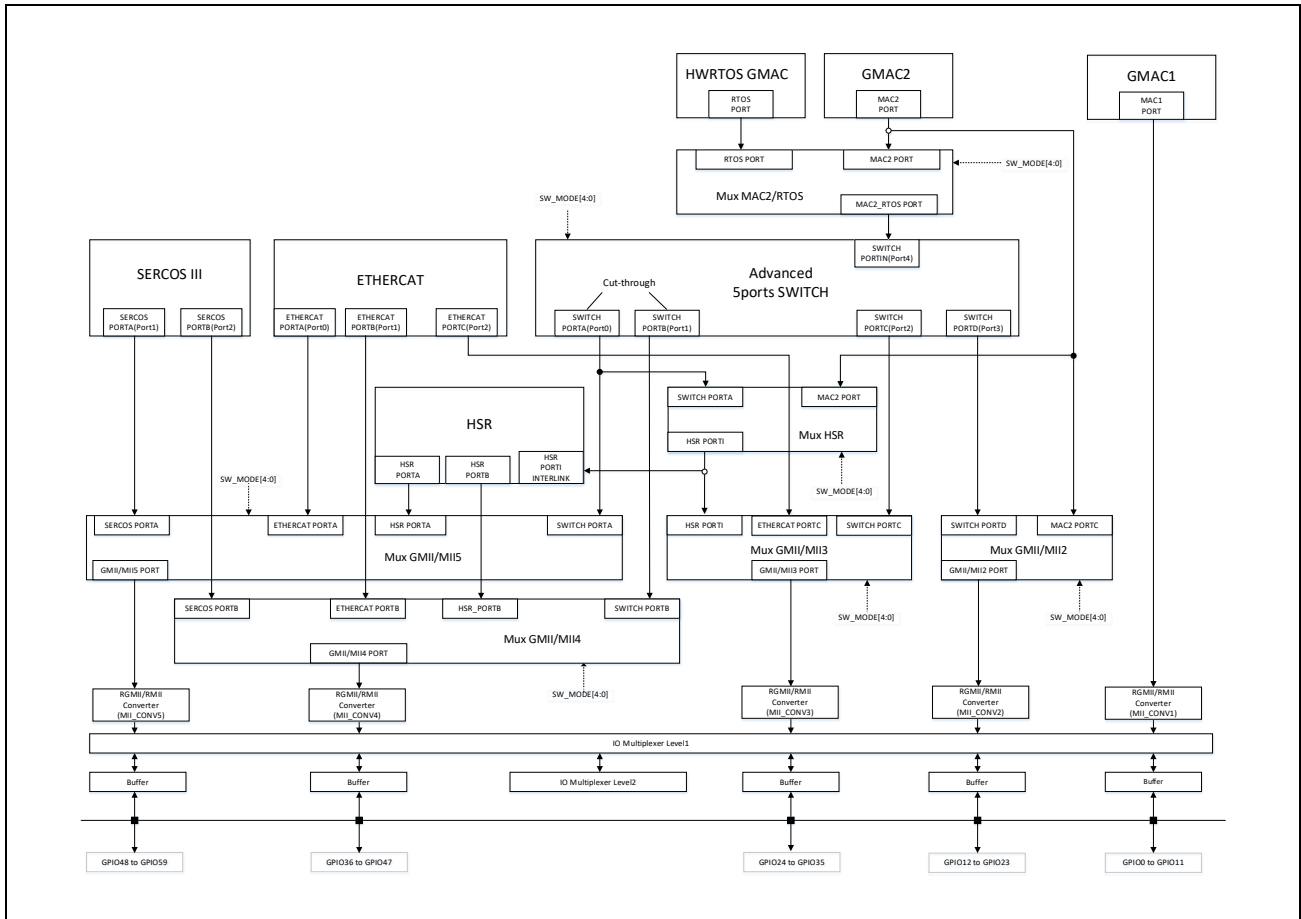 HWRTOS GMAC
RTOS
PORT
GMAC2
MAC2
PORT
GMAC1
MAC1
PORT
RTOS PORT
MAC2 PORT
SW_MODE[4:0]
Mux MAC2/RTOS
MAC2_RTOS PORT
SW_MODE[4:0]
SERCOS III
SERCOS
PORTA(Port1)
SERCOS
PORTB(Port2)
ETHERCAT
ETHERCAT
PORTA(Port0)
ETHERCAT
PORTB(Port1)
ETHERCAT
PORTC(Port2)
SWITCH
PORTIN(Port4)
Advanced
5ports SWITCH
Cut-through
SWITCH
PORTA(Port0)
SWITCH
PORTB(Port1)
SWITCH
PORTC(Port2)
SWITCH
PORTD(Port3)
SWITCH PORTA
MAC2 PORT
Mux HSR
HSR PORTI
SW_MODE[4:0]
HSR
HSR
PORTA
HSR
PORTB
HSR
PORTI
INTERLINK
SW_MODE[4:0]
SERCOS PORTA
ETHERCAT PORTA
HSR PORTA
SWITCH PORTA
Mux GMII/MII5
GMII/MII5 PORT
HSR PORTI
ETHERCAT PORTC
SWITCH PORTC
Mux GMII/MII3
GMII/MII3 PORT
SW_MODE[4:0]
SWITCH PORTD
MAC2 PORTC
Mux GMII/MII2
GMII/MII2 PORT
SW_MODE[4:0]
SERCOS PORTB
ETHERCAT PORTB
HSR_PORTB
SWITCH PORTB
Mux GMII/MII4
GMII/MII4 PORT
SW_MODE[4:0]
RGMII/RMII
Converter
(MII_CONV5)
RGMII/RMII
Converter
(MII_CONV4)
RGMII/RMII
Converter
(MII_CONV3)
RGMII/RMII
Converter
(MII_CONV2)
RGMII/RMII
Converter
(MII_CONV1)
IO Multiplexer Level1
Buffer
Buffer
IO Multiplexer Level2
Buffer
Buffer
Buffer
GPIO48 to GPIO59
GPIO36 to GPIO47
GPIO24 to GPIO35
GPIO12 to GPIO23
GPIO0 to GPIO11